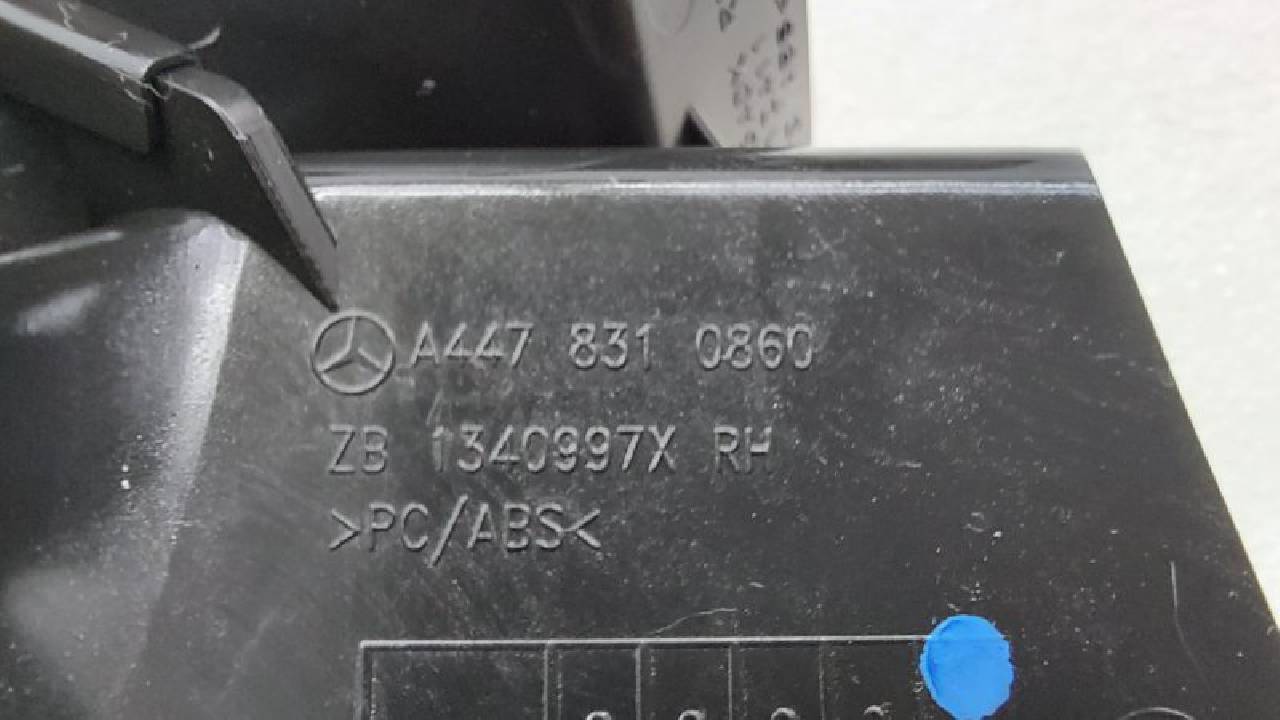 A447 831 0860
ZB 1340997X RH
>PC/ABS<